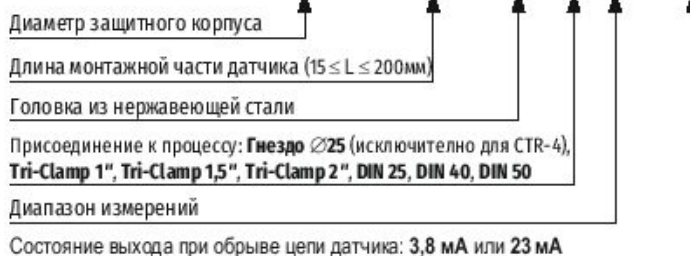 Диаметр защитного корпуса
Длина монтажной части датчика (15 ≤ L ≤ 200мм)
Головка из нержавеющей стали
Присоединение к процессу: Гнездо ∅25 (исключително для CTR-4),
Tri-Clamp 1", Tri-Clamp 1,5", Tri-Clamp 2", DIN 25, DIN 40, DIN 50
Диапазон измерений
Состояние выхода при обрыве цепи датчика: 3,8 мА или 23 мА